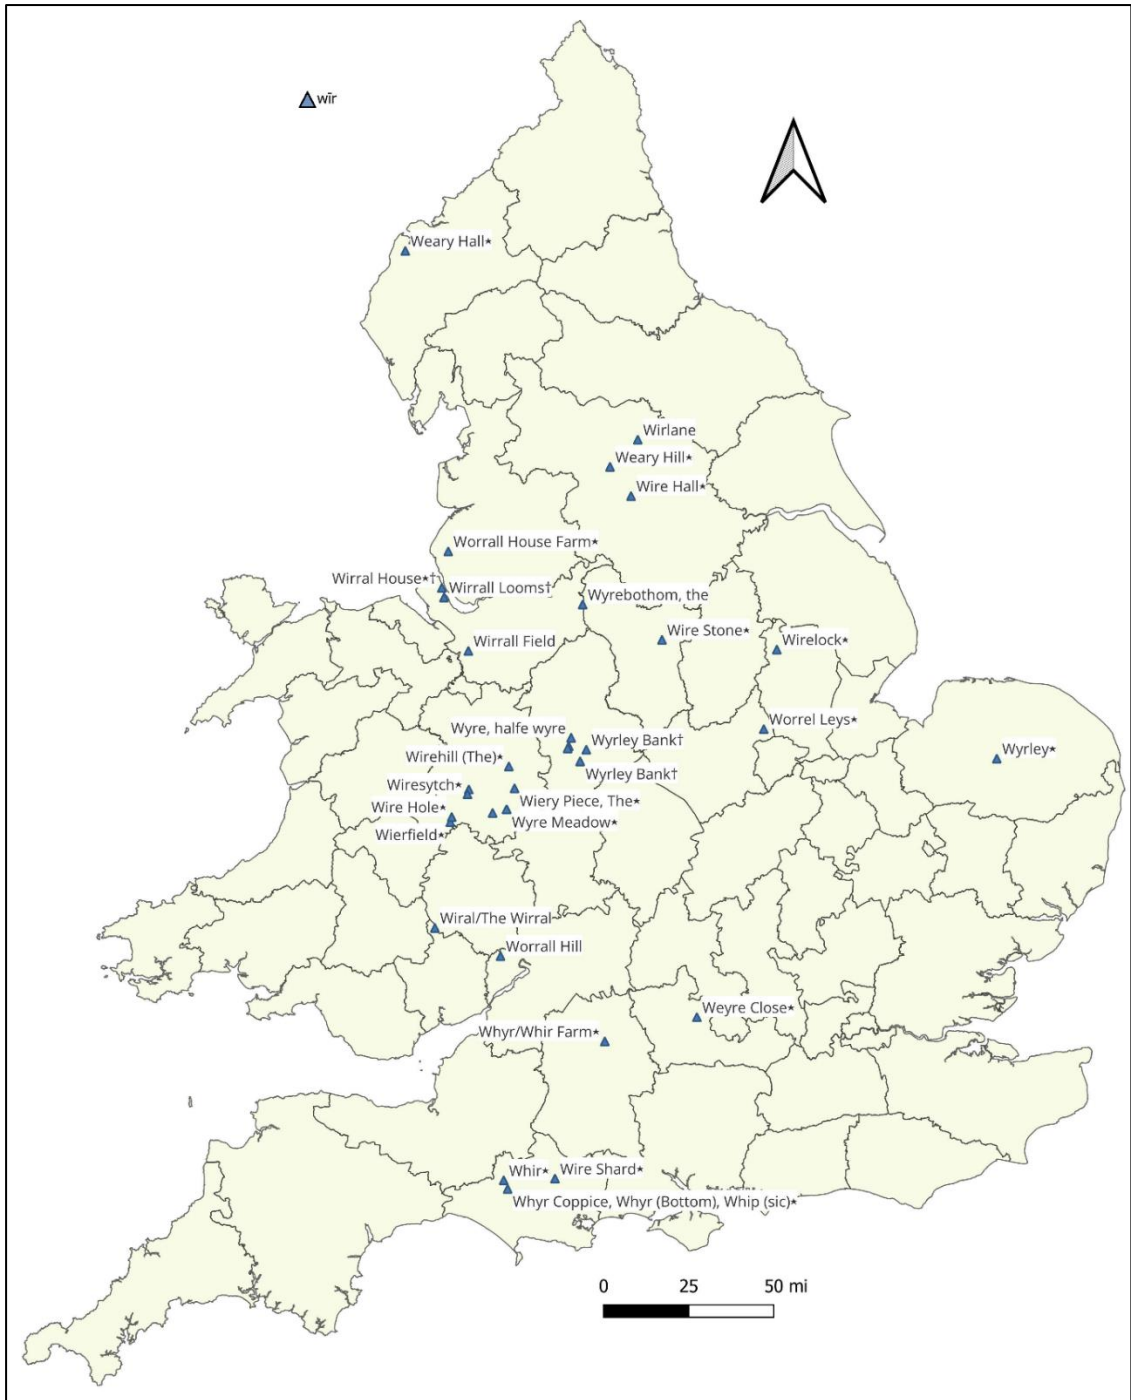 wīr
Weary Hall*
Wirlane
Weary Hill*
Wire Hall*
Worrall House Farm*
Wirral House*†
Wirrall Looms†
Wyrebothom, the
Wire Stone*
Wirelock*
Wirrall Field
Worrel Leys*
Wyre, halfe wyre
Wyrley Bank†
Wyrley*
Wirehill (The)*
Wyrley Bank†
Wiresytch*
Wiery Piece, The*
Wire Hole*
Wyre Meadow*
Wierfield*
Wiral/The Wirral
Worrall Hill
Weyre Close*
Whyr/Whir Farm*
Whir*
Wire Shard*
Whyr Coppice, Whyr (Bottom), Whip (sic)*
0 25 50 mi